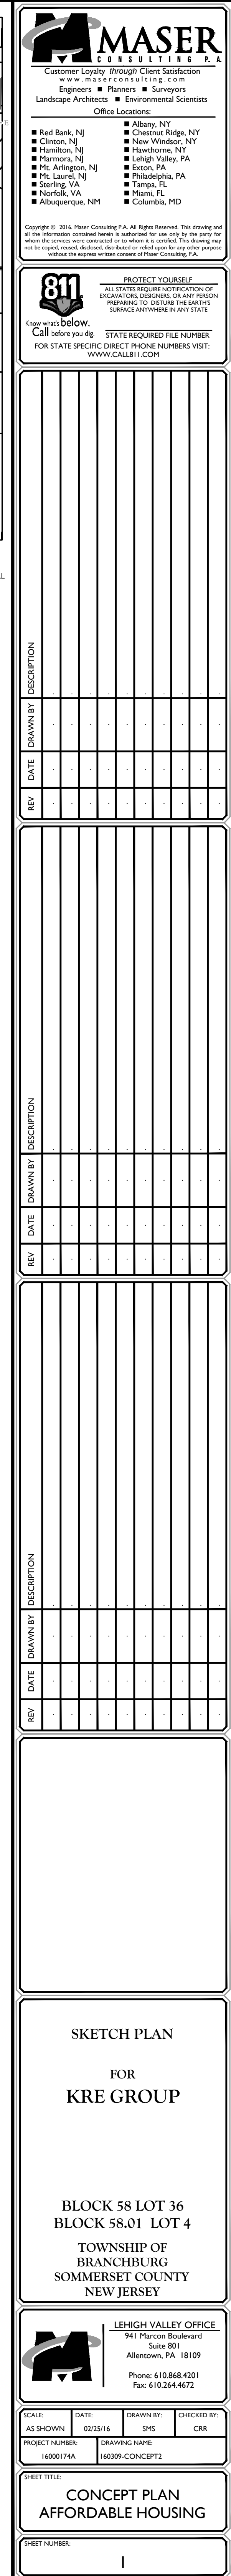 MASER
CONSULTING P.A.
Customer Loyalty through Client Satisfaction
www.maserconsulting.com
Engineers ■ Planners ■ Surveyors
Landscape Architects ■ Environmental Scientists
Office Locations:
■ Red Bank, NJ
■ Clinton, NJ
■ Hamilton, NJ
■ Marmora, NJ
■ Mt. Arlington, NJ
■ Mt. Laurel, NJ
■ Sterling, VA
■ Norfolk, VA
■ Albuquerque, NM
■ Albany, NY
■ Chestnut Ridge, NY
■ New Windsor, NY
■ Hawthorne, NY
■ Lehigh Valley, PA
■ Exton, PA
■ Philadelphia, PA
■ Tampa, FL
■ Miami, FL
■ Columbia, MD
Copyright © 2016. Maser Consulting P.A. All Rights Reserved. This drawing and
all the information contained herein is authorized for use only by the party for
whom the services were contracted or to whom it is certified. This drawing may
not be copied, reused, disclosed, distributed or relied upon for any other purpose
without the express written consent of Maser Consulting, P.A.
811
Know what's below.
Call before you dig.
PROTECT YOURSELF
ALL STATES REQUIRE NOTIFICATION OF
EXCAVATORS, DESIGNERS, OR ANY PERSON
PREPARING TO DISTURB THE EARTH'S
SURFACE ANYWHERE IN ANY STATE
STATE REQUIRED FILE NUMBER
FOR STATE SPECIFIC DIRECT PHONE NUMBERS VISIT:
WWW.CALL811.COM
REV DATE DRAWN BY DESCRIPTION
REV DATE DRAWN BY DESCRIPTION
REV DATE DRAWN BY DESCRIPTION
SKETCH PLAN
FOR
KRE GROUP
BLOCK 58 LOT 36
BLOCK 58.01 LOT 4
TOWNSHIP OF
BRANCHBURG
SOMMERSET COUNTY
NEW JERSEY
LEHIGH VALLEY OFFICE
941 Marcon Boulevard
Suite 801
Allentown, PA 18109
Phone: 610.868.4201
Fax: 610.264.4672
SCALE: DATE: DRAWN BY: CHECKED BY:
AS SHOWN 02/25/16 SMS CRR
PROJECT NUMBER: DRAWING NAME:
16000174A 160309-CONCEPT2
SHEET TITLE:
CONCEPT PLAN
AFFORDABLE HOUSING
SHEET NUMBER:
1